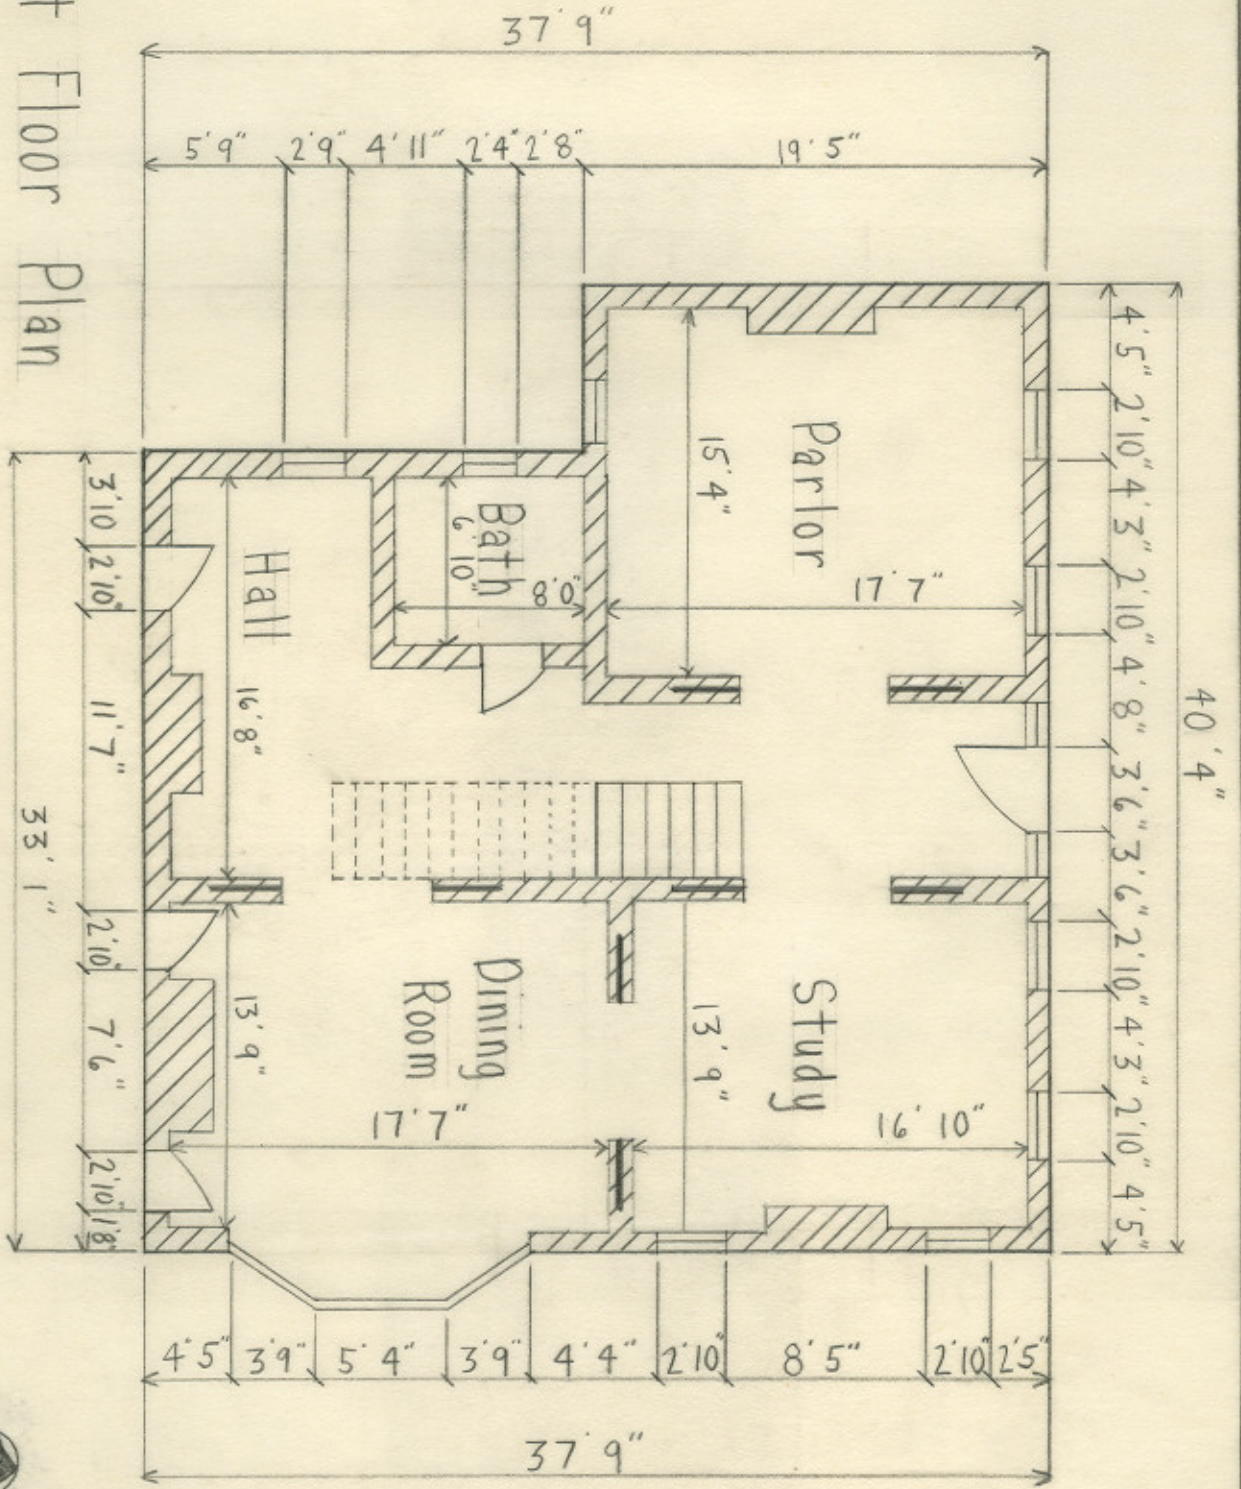 37' 9"
5' 9" 2' 9" 4' 11" 2' 4" 2' 8" 19' 5"
Floor Plan
Parlor
15' 4"
17' 7"
Bath
6' 10"
8' 0"
Hall
16' 8"
Dining
Room
13' 9"
17' 7"
Study
13' 9"
16' 10"
4' 5" 2' 10" 4' 3" 2' 10" 4' 8" 3' 6" 3' 6" 2' 10" 4' 3" 2' 10" 4' 5"
40' 4"
3' 10 2' 10" 11' 7" 2' 10" 7' 6" 2' 10" 1' 8"
33' 1"
4' 5" 3' 9" 5' 4" 3' 9" 4' 4" 2' 10" 8' 5" 2' 10" 2' 5"
37' 9"